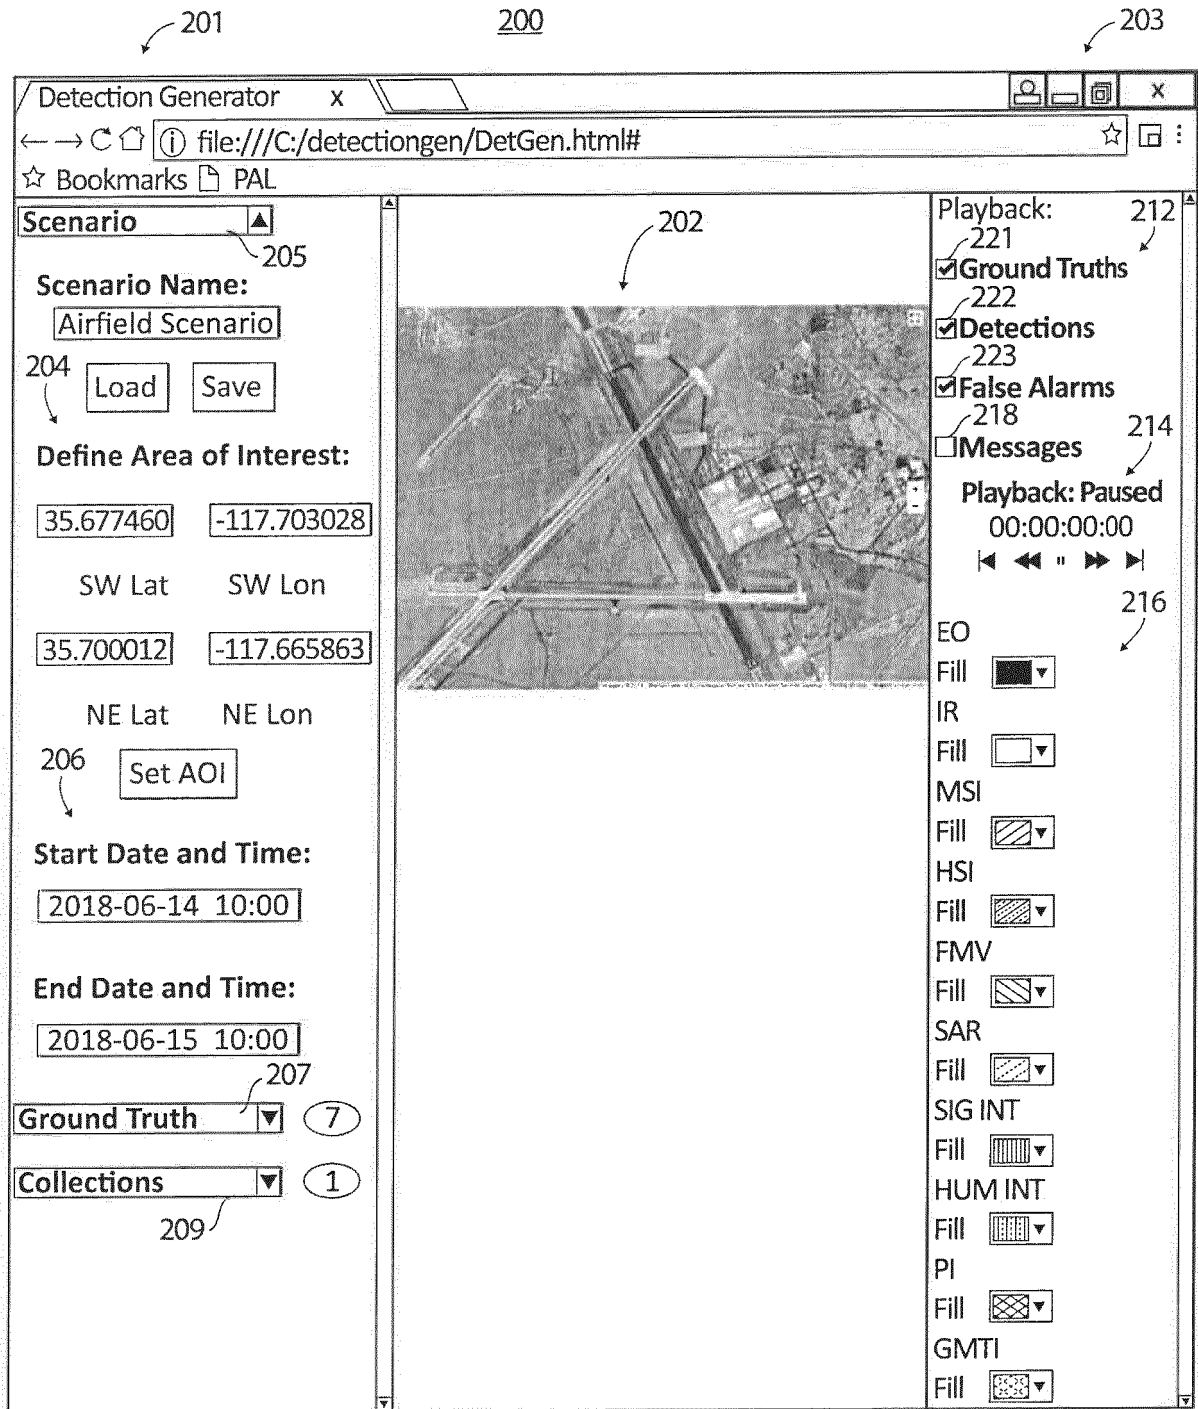 201
200
203
Detection Generator x
x
file:///C:/detectiongen/DetGen.html#
Bookmarks PAL
Scenario
205
Scenario Name:
Airfield Scenario
204
Load Save
Define Area of Interest:
35.677460 -117.703028
SW Lat SW Lon
35.700012 -117.665863
NE Lat NE Lon
206
Set AOI
Start Date and Time:
2018-06-14 10:00
End Date and Time:
2018-06-15 10:00
207
Ground Truth 7
Collections 1
209
202
Playback: 212
221
Ground Truths
222
Detections
223
False Alarms
218
Messages
214
Playback: Paused
00:00:00:00
216
EO
Fill
IR
Fill
MSI
Fill
HSI
Fill
FMV
Fill
SAR
Fill
SIG INT
Fill
HUM INT
Fill
PI
Fill
GMTI
Fill